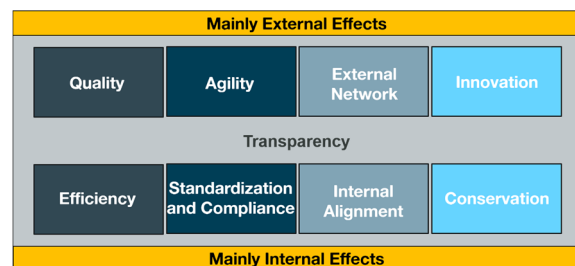 Mainly External Effects
Quality
Agility
External
Network
Innovation
Transparency
Efficiency
Standardization
and Compliance
Internal
Alignment
Conservation
Mainly Internal Effects